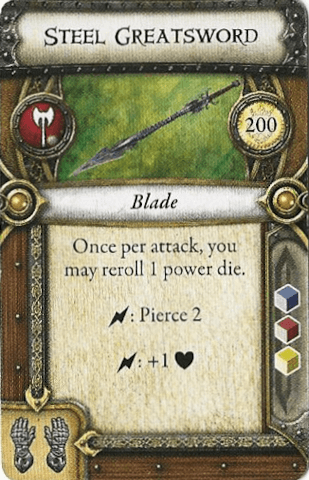 STEEL GREATSWORD
200
Blade
Once per attack, you
may reroll 1 power die.
: Pierce 2
: +1